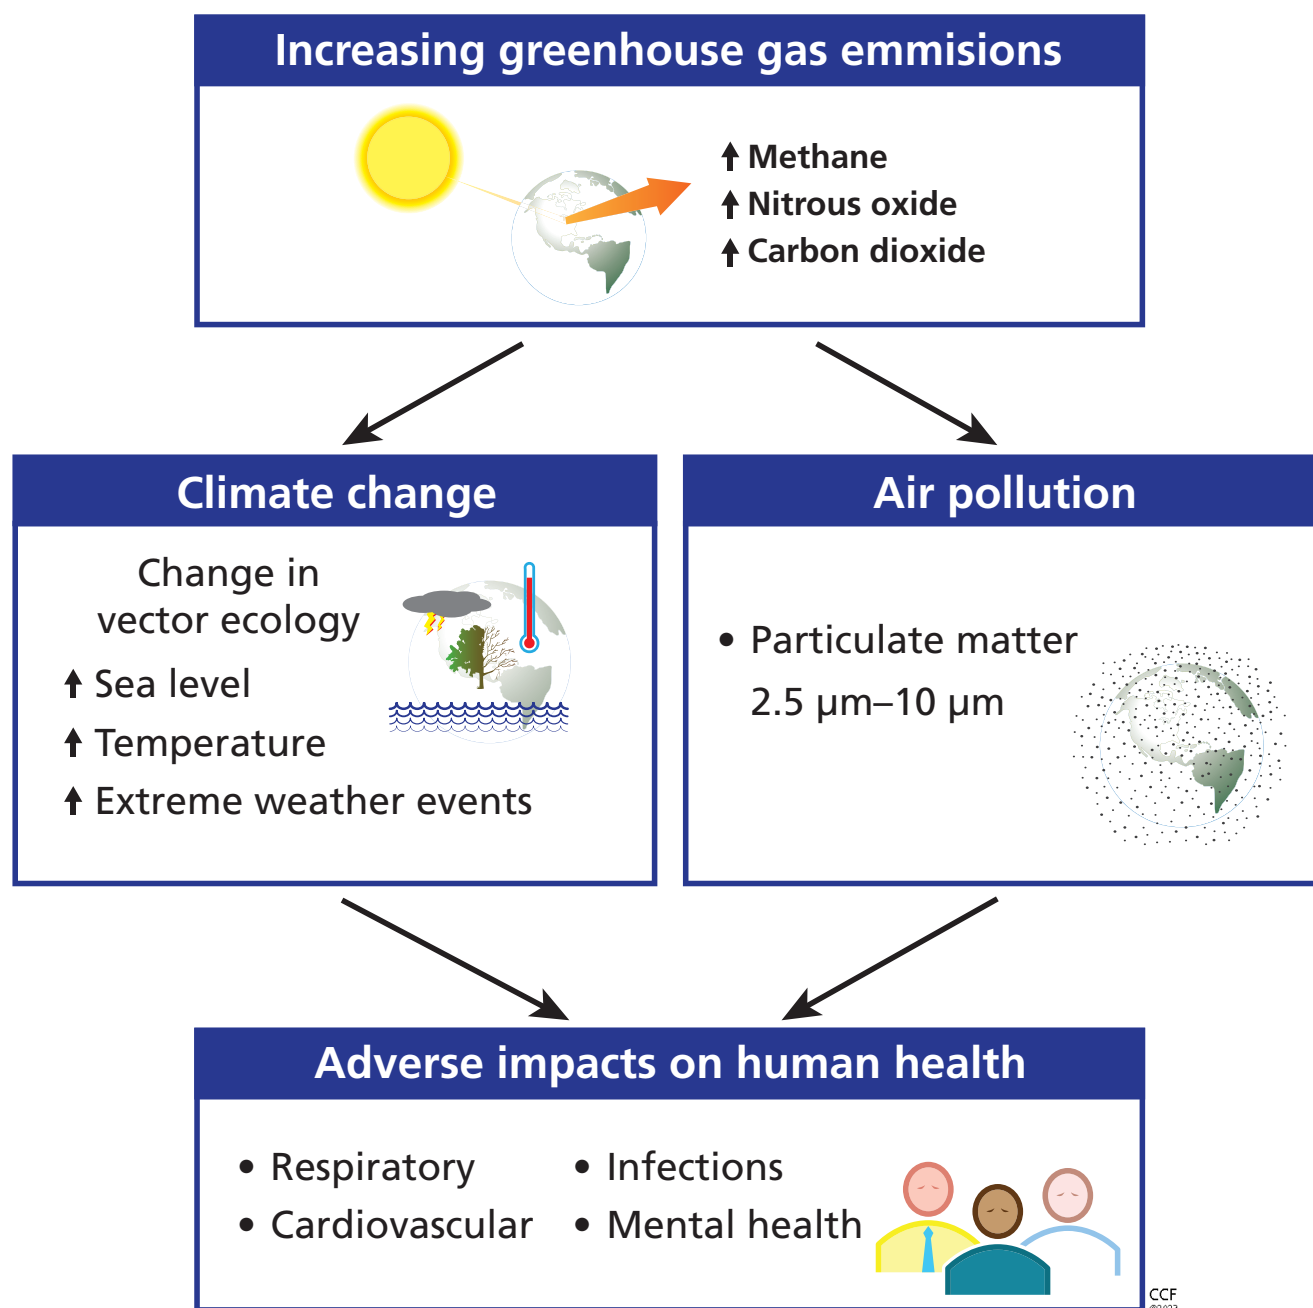 Increasing greenhouse gas emmisions
Methane
Nitrous oxide
Carbon dioxide
Climate change
Change in
vector ecology
Sea level
Temperature
Extreme weather events
Air pollution
• Particulate matter
2.5 µm–10 µm
Adverse impacts on human health
• Respiratory
• Cardiovascular
• Infections
• Mental health
CCF